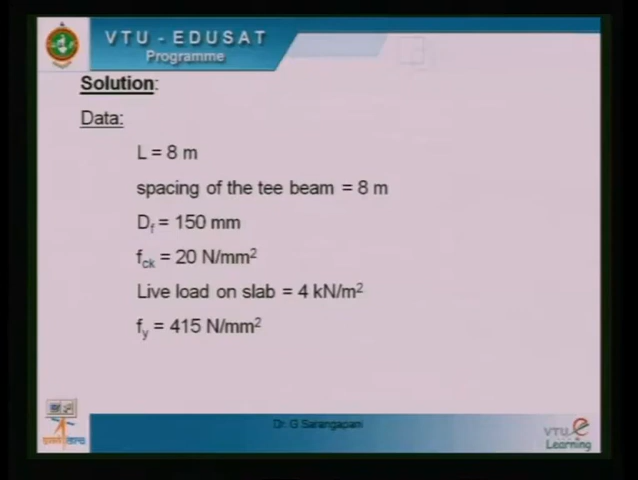 VTU - EDUSAT
Programme
Solution:
Data:
L = 8 m
spacing of the tee beam = 8 m
Df = 150 mm
fck = 20 N/mm²
Live load on slab = 4 kN/m²
fy = 415 N/mm²
Dr. G Sarangapani
VTU e
Learning